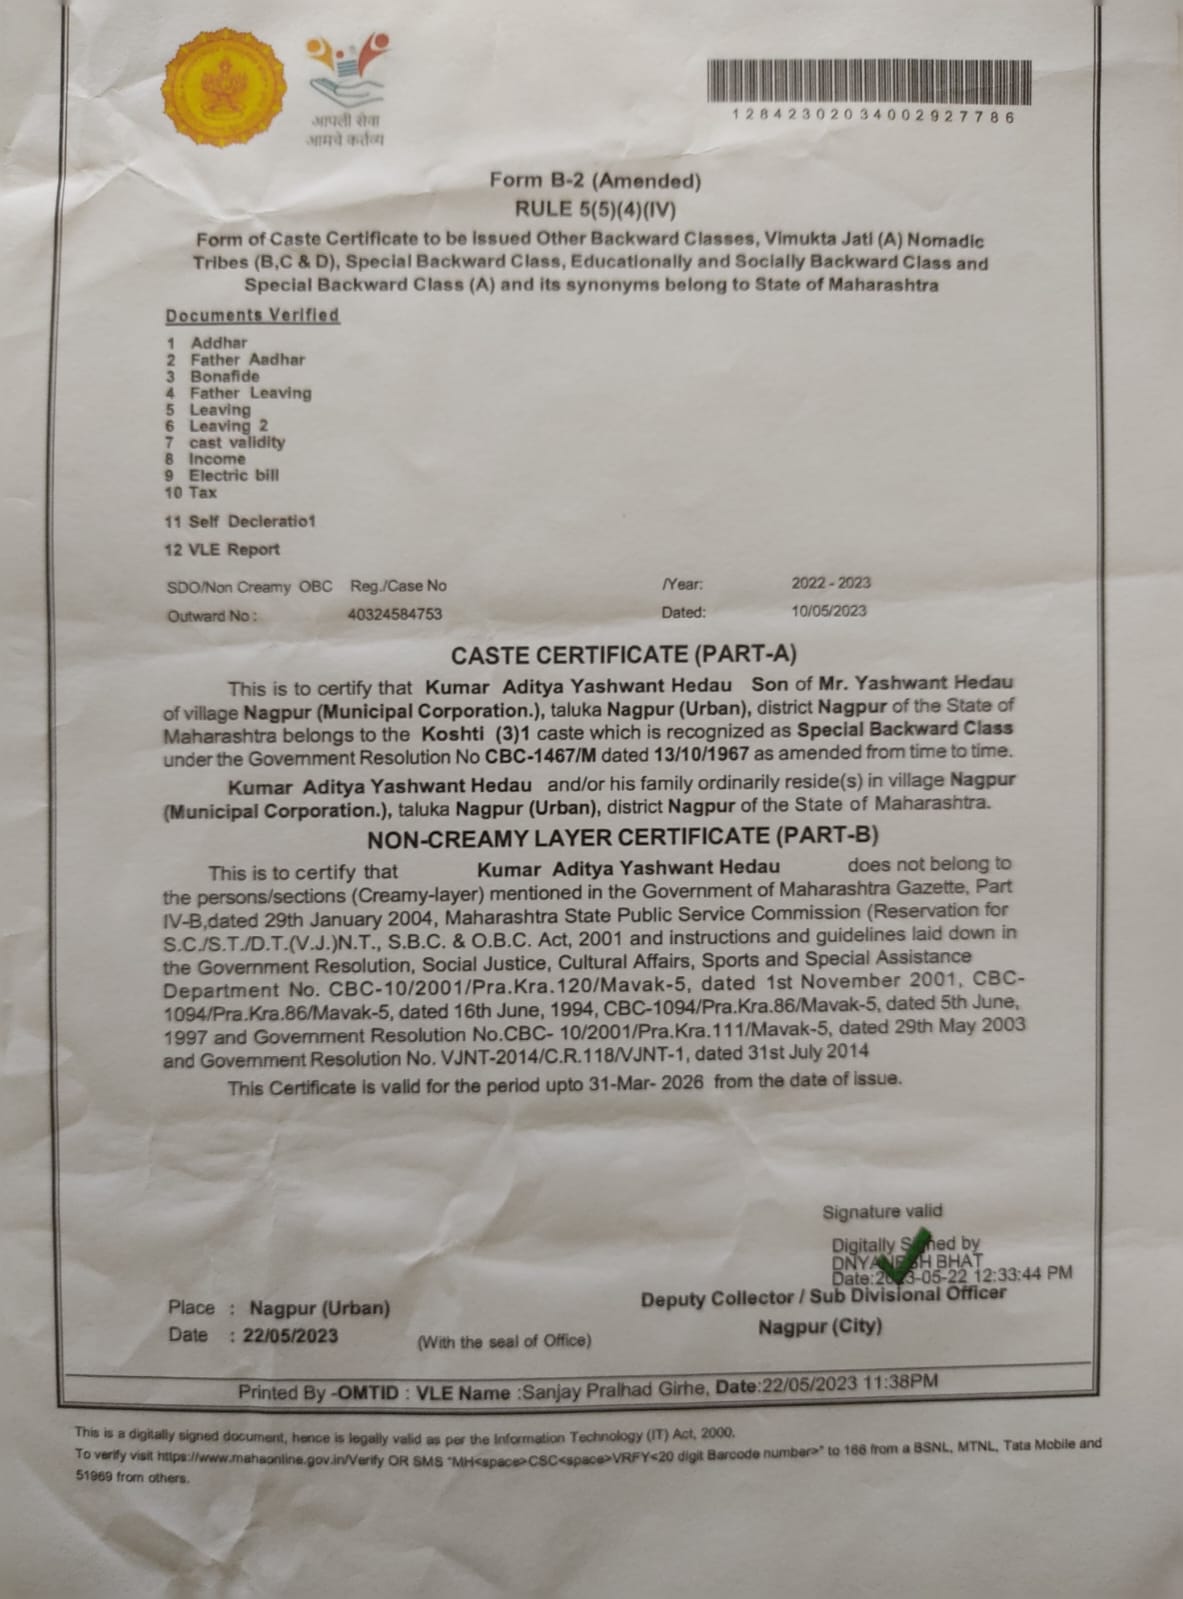 आपली सेवा
आमचे कर्तव्य
12842302034002927786
Form B-2 (Amended)
RULE 5(5)(4)(IV)
Form of Caste Certificate to be issued Other Backward Classes, Vimukta Jati (A) Nomadic
Tribes (B,C & D), Special Backward Class, Educationally and Socially Backward Class and
Special Backward Class (A) and its synonyms belong to State of Maharashtra
Documents Verified
1 Addhar
2 Father Aadhar
3 Bonafide
4 Father Leaving
5 Leaving
6 Leaving 2
7 cast validity
8 Income
9 Electric bill
10 Tax
11 Self Decleratio1
12 VLE Report
SDO/Non Creamy OBC Reg./Case No /Year: 2022 - 2023
Outward No : 40324584753 Dated: 10/05/2023
CASTE CERTIFICATE (PART-A)
This is to certify that Kumar Aditya Yashwant Hedau Son of Mr. Yashwant Hedau
of village Nagpur (Municipal Corporation.), taluka Nagpur (Urban), district Nagpur of the State of
Maharashtra belongs to the Koshti (3)1 caste which is recognized as Special Backward Class
under the Government Resolution No CBC-1467/M dated 13/10/1967 as amended from time to time.
Kumar Aditya Yashwant Hedau and/or his family ordinarily reside(s) in village Nagpur
(Municipal Corporation.), taluka Nagpur (Urban), district Nagpur of the State of Maharashtra.
NON-CREAMY LAYER CERTIFICATE (PART-B)
This is to certify that Kumar Aditya Yashwant Hedau does not belong to
the persons/sections (Creamy-layer) mentioned in the Government of Maharashtra Gazette, Part
IV-B,dated 29th January 2004, Maharashtra State Public Service Commission (Reservation for
S.C./S.T./D.T.(V.J.)N.T., S.B.C. & O.B.C. Act, 2001 and instructions and guidelines laid down in
the Government Resolution, Social Justice, Cultural Affairs, Sports and Special Assistance
Department No. CBC-10/2001/Pra.Kra.120/Mavak-5, dated 1st November 2001, CBC-
1094/Pra.Kra.86/Mavak-5, dated 16th June, 1994, CBC-1094/Pra.Kra.86/Mavak-5, dated 5th June,
1997 and Government Resolution No.CBC- 10/2001/Pra.Kra.111/Mavak-5, dated 29th May 2003
and Government Resolution No. VJNT-2014/C.R.118/VJNT-1, dated 31st July 2014
This Certificate is valid for the period upto 31-Mar- 2026 from the date of issue.
Signature valid
Digitally Signed by
DNYANESH BHAT
Date:2023-05-22 12:33:44 PM
Deputy Collector / Sub Divisional Officer
Nagpur (City)
Place : Nagpur (Urban)
Date : 22/05/2023 (With the seal of Office)
Printed By -OMTID : VLE Name :Sanjay Pralhad Girhe, Date:22/05/2023 11:38PM
This is a digitally signed document, hence is legally valid as per the Information Technology (IT) Act, 2000.
To verify visit https://www.mahaonline.gov.in/Verify OR SMS "MH<space>CSC<space>VRFY<20 digit Barcode number>" to 166 from a BSNL, MTNL, Tata Mobile and
51969 from others.